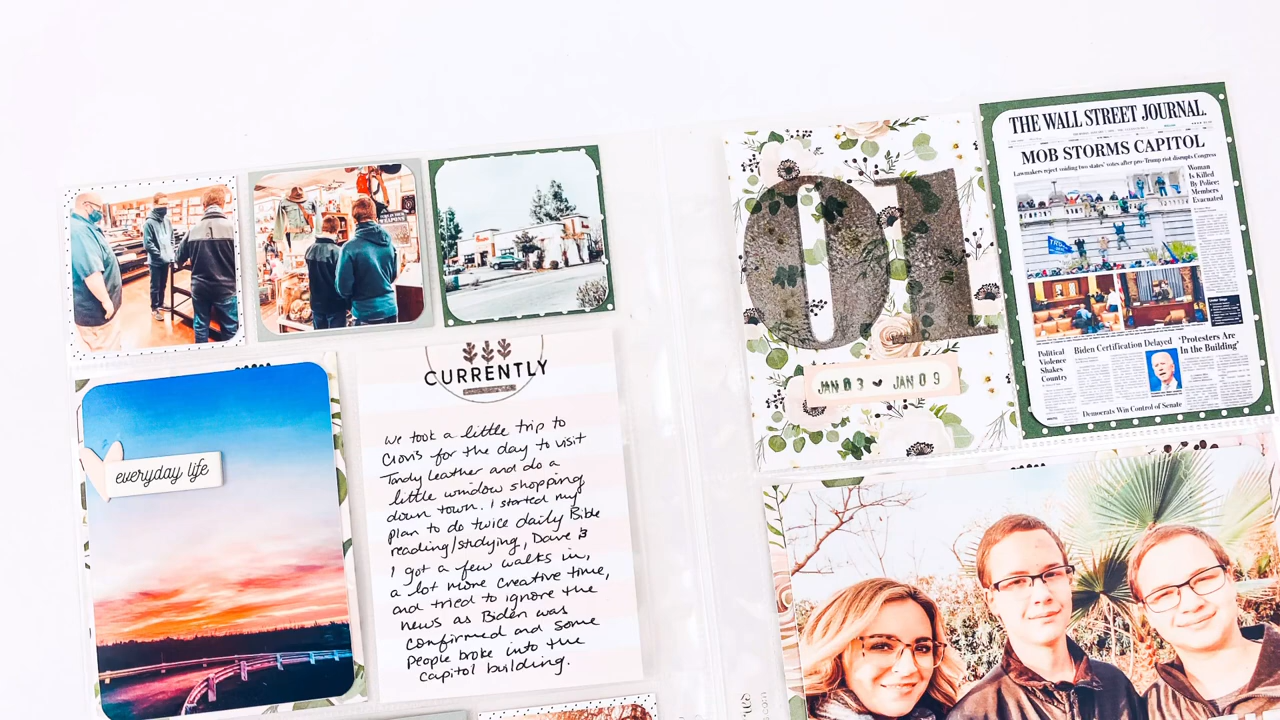 CURRENTLY
everyday life
we took a little trip to
Clovis for the day to visit
Tandy Leather and do a
little window shopping
down town. I started my
plan to do twice daily Bible
reading/studying, Dave &
I got a few walks in,
a lot more creative time,
and tried to ignore the
news as Biden was
confirmed and some
people broke into the
capitol building.
01
JAN 03 ♥ JAN 09
THE WALL STREET JOURNAL.
MOB STORMS CAPITOL
Lawmakers reject voiding two states' votes after pro-Trump riot disrupts Congress
Woman
Is Killed
By Police;
Members
Evacuated
TRUMP
Political
Violence
Shakes
Country
Biden Certification Delayed
'Protesters Are
In the Building'
Democrats Win Control of Senate